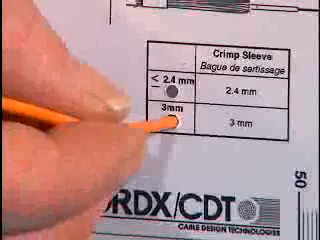 Crimp Sleeve
Bague de sertissage
< 2.4 mm
2.4 mm
3mm
3 mm
RDX/CDT
CABLE DESIGN TECHNOLOGIES
50